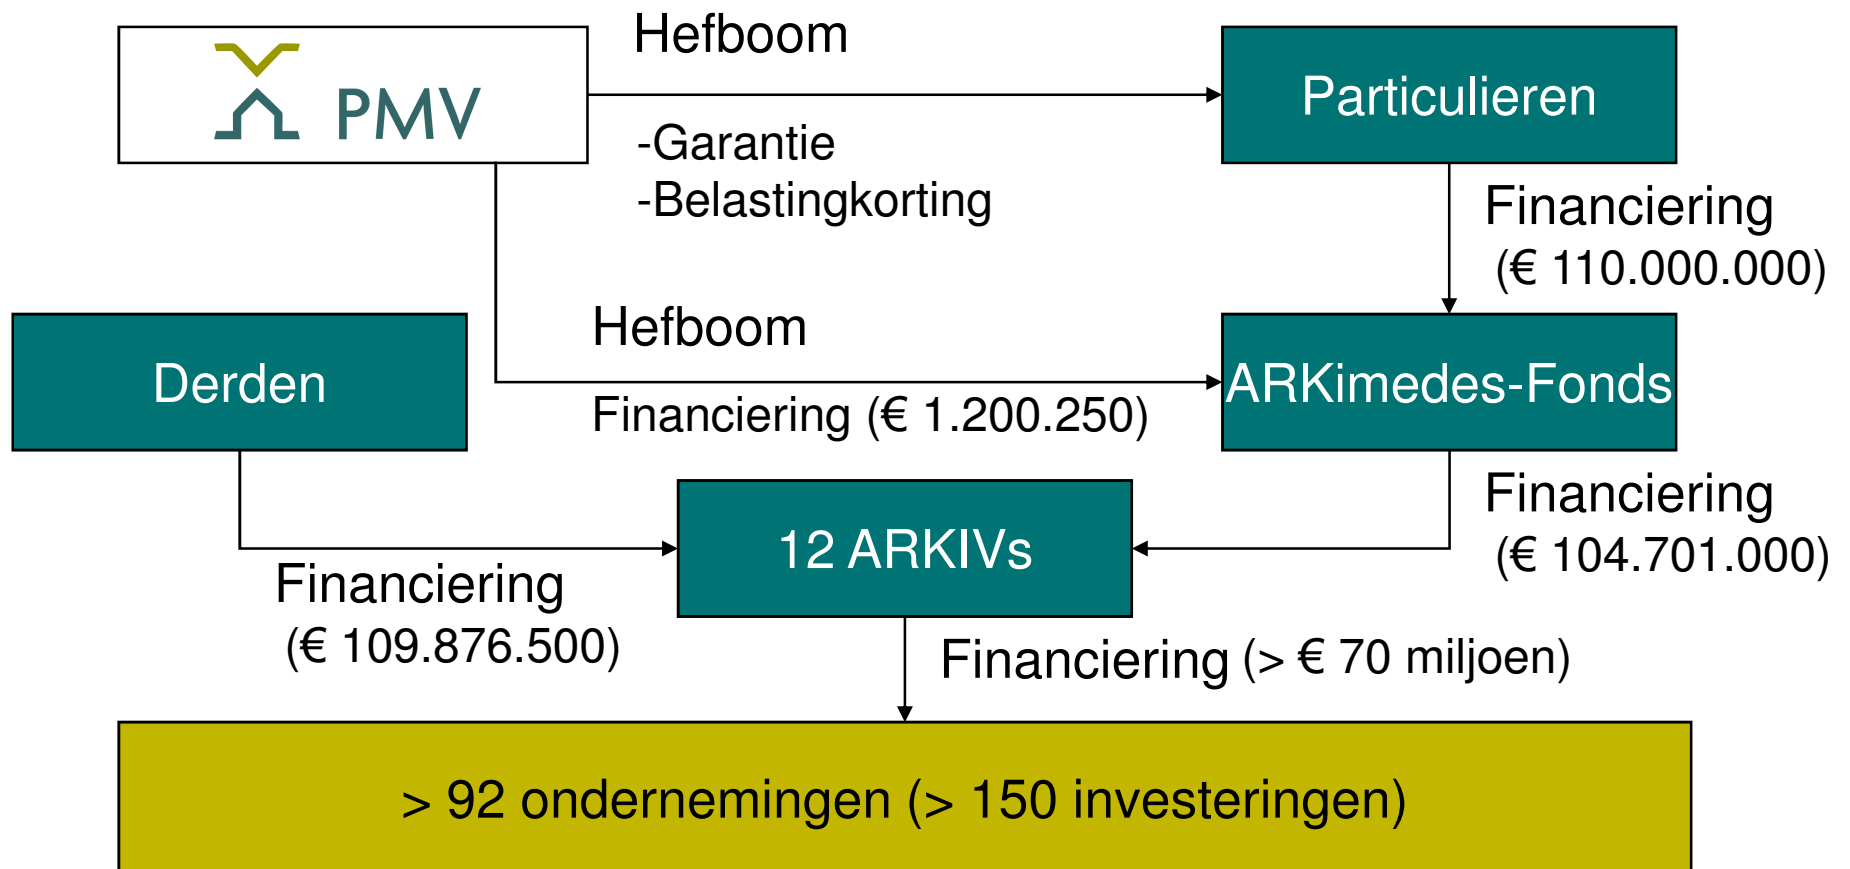 PMV
Hefboom
-Garantie
-Belastingkorting
Particulieren
Financiering
(€ 110.000.000)
Derden
Hefboom
Financiering (€ 1.200.250)
ARKimedes-Fonds
Financiering
(€ 104.701.000)
12 ARKIVs
Financiering
(€ 109.876.500)
Financiering (> € 70 miljoen)
> 92 ondernemingen (> 150 investeringen)